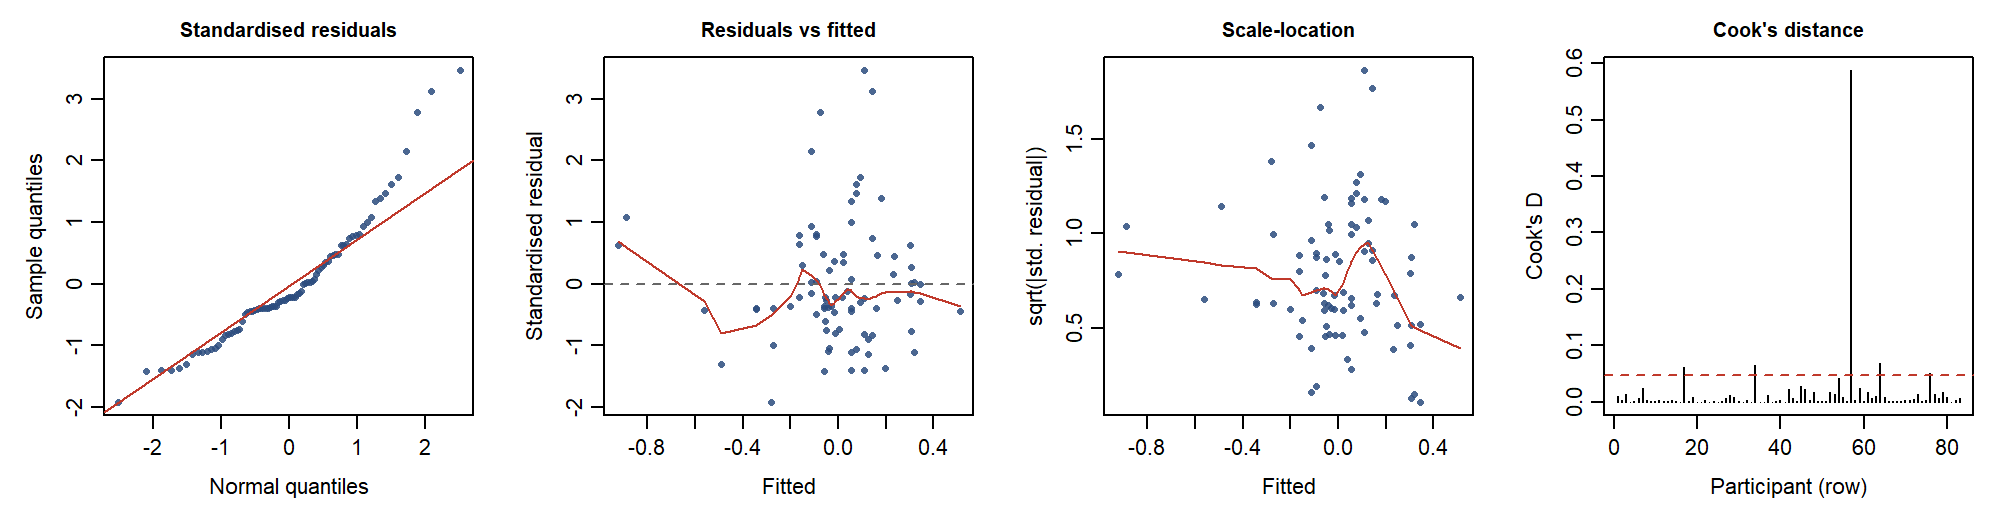 Standardised residuals
Sample quantiles
3
2
1
0
-1
-2
-2 -1 0 1 2
Normal quantiles
Residuals vs fitted
Standardised residual
3
2
1
0
-1
-2
-0.8 -0.4 0.0 0.4
Fitted
Scale-location
sqrt(|std. residual|)
1.5
1.0
0.5
-0.8 -0.4 0.0 0.4
Fitted
Cook's distance
Cook's D
0.6
0.5
0.4
0.3
0.2
0.1
0.0
0 20 40 60 80
Participant (row)